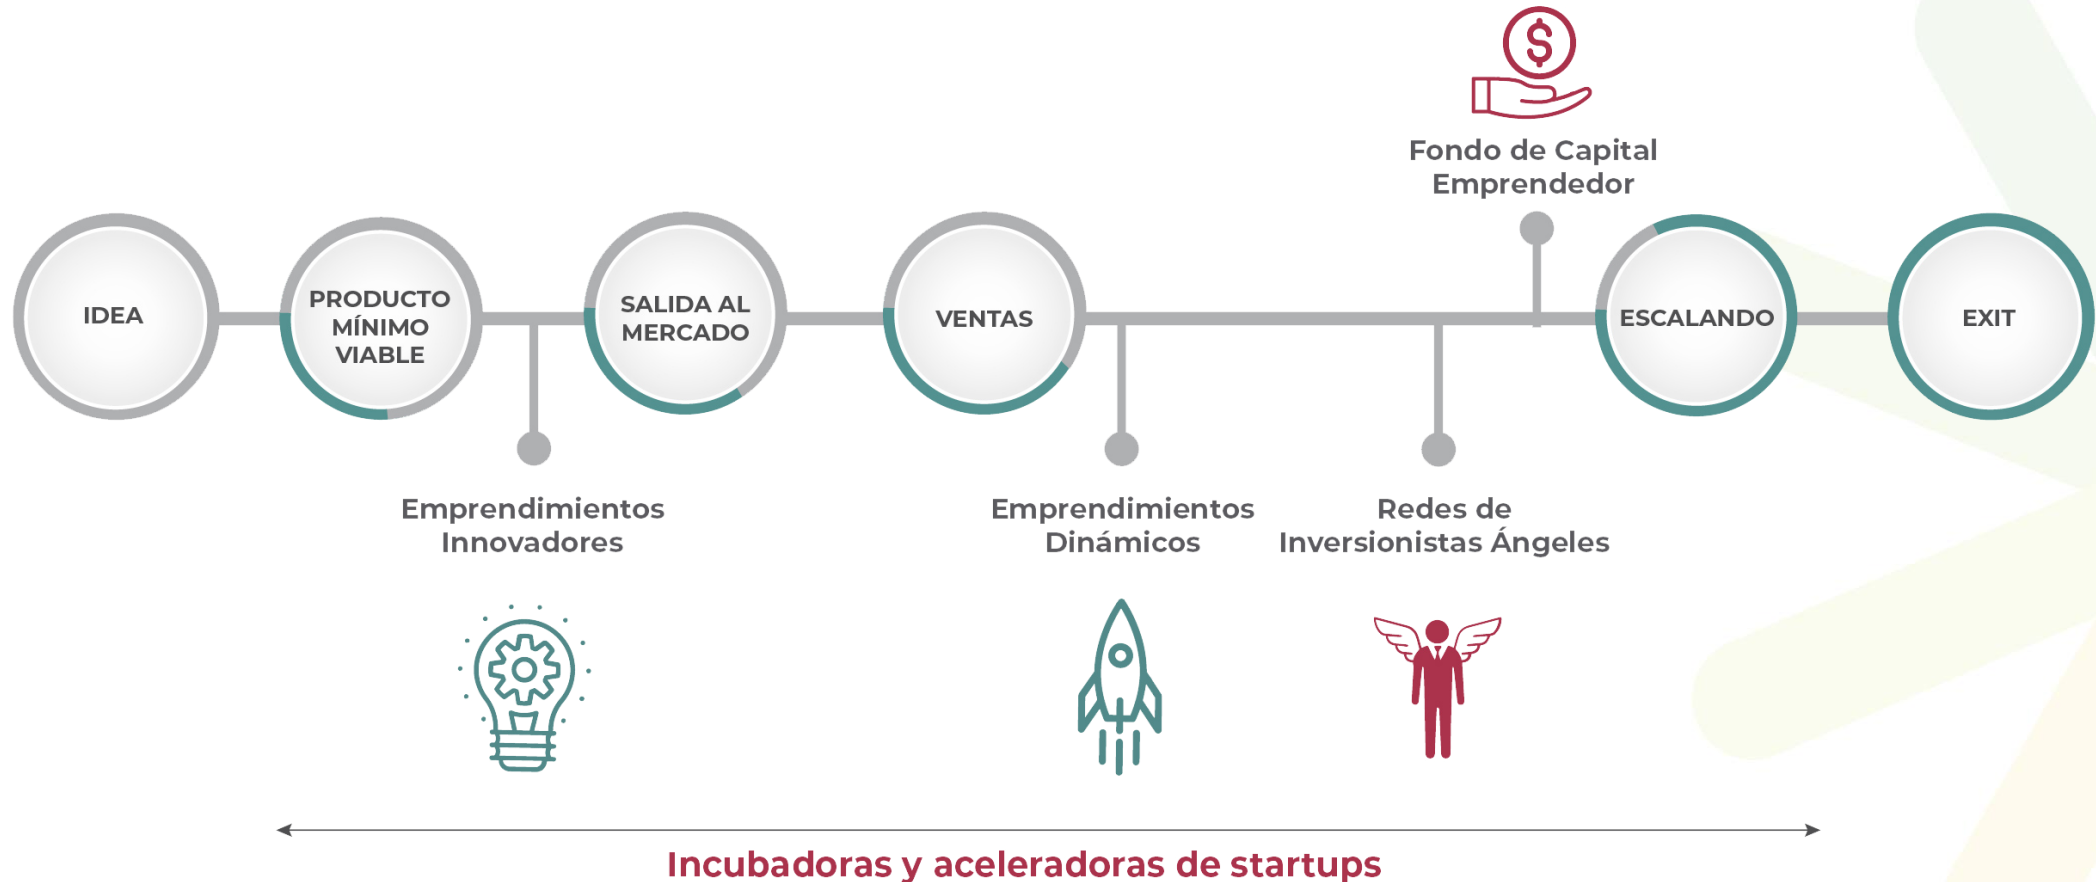 $
Fondo de Capital
Emprendedor
IDEA
PRODUCTO
MÍNIMO
VIABLE
SALIDA AL
MERCADO
VENTAS
ESCALANDO
EXIT
Emprendimientos
Innovadores
Emprendimientos
Dinámicos
Redes de
Inversionistas Ángeles
Incubadoras y aceleradoras de startups